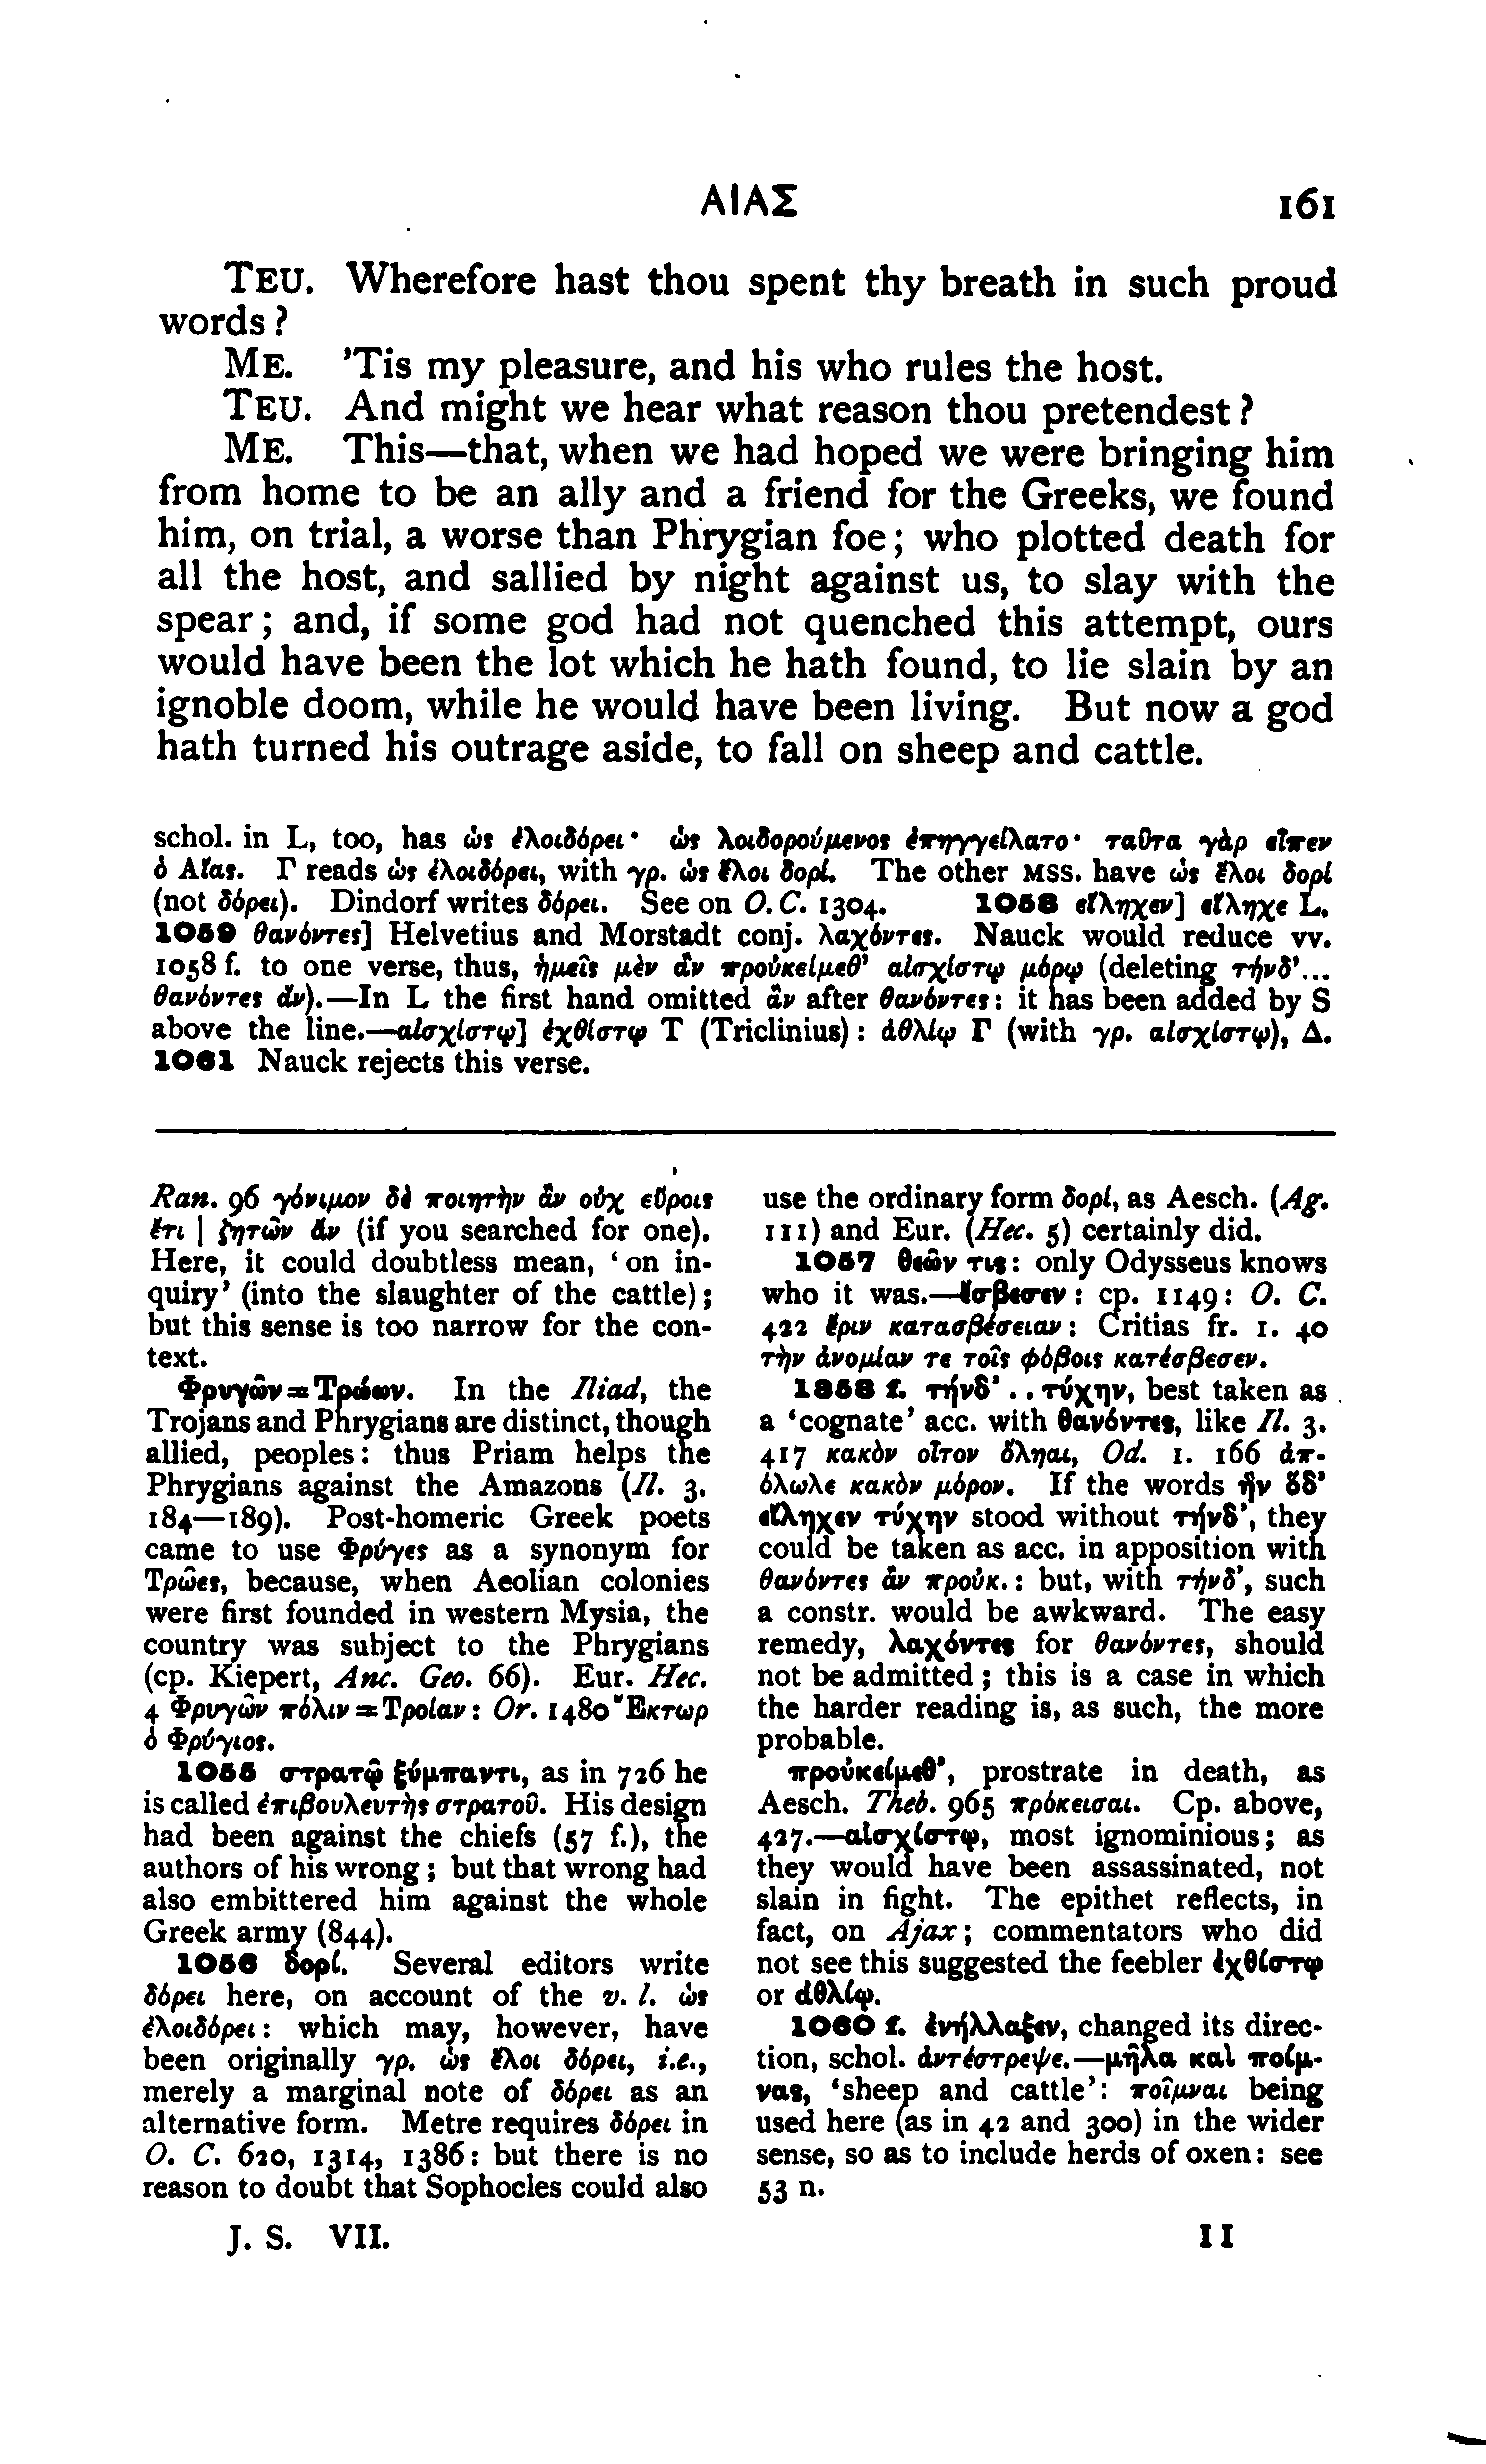 ΑΙΑΣ 161
TEU. Wherefore hast thou spent thy breath in such proud
words?
ME. 'Tis my pleasure, and his who rules the host.
TEU. And might we hear what reason thou pretendest?
ME. This—that, when we had hoped we were bringing him
from home to be an ally and a friend for the Greeks, we found
him, on trial, a worse than Phrygian foe; who plotted death for
all the host, and sallied by night against us, to slay with the
spear; and, if some god had not quenched this attempt, ours
would have been the lot which he hath found, to lie slain by an
ignoble doom, while he would have been living. But now a god
hath turned his outrage aside, to fall on sheep and cattle.
schol. in L, too, has ὡς ἐλοιδόρει· ὡς λοιδορούμενος ἐπηγγείλατο· ταῦτα γὰρ εἶπεν
ὁ Αἴας. Γ reads ὡς ἐλοιδόρει, with γρ. ὡς ἕλοι δορί. The other MSS. have ὡς ἕλοι δορί
(not δόρει). Dindorf writes δόρει. See on O. C. 1304. 1058 εἴληχεν] εἴληχε L.
1059 θανόντες] Helvetius and Morstadt conj. λαχόντες. Nauck would reduce vv.
1058 f. to one verse, thus, ἡμεῖς μὲν ἂν προὐκείμεθ' αἰσχίστῳ μόρῳ (deleting τήνδ'...
θανόντες ἄν).—In L the first hand omitted ἂν after θανόντες: it has been added by S
above the line.—αἰσχίστῳ] ἐχθίστῳ T (Triclinius): ἀθλίῳ Γ (with γρ. αἰσχίστῳ), Δ.
1061 Nauck rejects this verse.
Ran. 96 γόνιμον δὲ ποιητὴν ἂν οὐχ εὕροις
ἔτι | ζητῶν ἄν (if you searched for one).
Here, it could doubtless mean, 'on in-
quiry' (into the slaughter of the cattle);
but this sense is too narrow for the con-
text.
Φρυγῶν=Τρώων. In the Iliad, the
Trojans and Phrygians are distinct, though
allied, peoples: thus Priam helps the
Phrygians against the Amazons (Il. 3.
184—189). Post-homeric Greek poets
came to use Φρύγες as a synonym for
Τρῶες, because, when Aeolian colonies
were first founded in western Mysia, the
country was subject to the Phrygians
(cp. Kiepert, Anc. Geo. 66). Eur. Hec.
4 Φρυγῶν πόλιν=Τροίαν: Or. 1480 Ἕκτωρ
ὁ Φρύγιος.
1055 στρατῷ ξύμπαντι, as in 726 he
is called ἐπιβουλευτὴς στρατοῦ. His design
had been against the chiefs (57 f.), the
authors of his wrong; but that wrong had
also embittered him against the whole
Greek army (844).
1056 δορί. Several editors write
δόρει here, on account of the v. l. ὡς
ἐλοιδόρει: which may, however, have
been originally γρ. ὡς ἕλοι δόρει, i.e.,
merely a marginal note of δόρει as an
alternative form. Metre requires δόρει in
O. C. 620, 1314, 1386: but there is no
reason to doubt that Sophocles could also
use the ordinary form δορί, as Aesch. (Ag.
111) and Eur. (Hec. 5) certainly did.
1057 θεῶν τις: only Odysseus knows
who it was.—ἔσβεσεν: cp. 1149: O. C.
422 ἔριν κατασβέσειαν: Critias fr. 1. 40
τὴν ἀνομίαν τε τοῖς φόβοις κατέσβεσεν.
1858 f. τήνδ' .. τύχην, best taken as
a 'cognate' acc. with θανόντες, like Il. 3.
417 κακὸν οἶτον ὄληαι, Od. 1. 166 ἀπ-
όλωλε κακὸν μόρον. If the words ἣν ὅδ'
εἴληχεν τύχην stood without τήνδ', they
could be taken as acc. in apposition with
θανόντες ἂν προὐκ.: but, with τήνδ', such
a constr. would be awkward. The easy
remedy, λαχόντες for θανόντες, should
not be admitted; this is a case in which
the harder reading is, as such, the more
probable.
προὐκείμεθ', prostrate in death, as
Aesch. Theb. 965 πρόκεισαι. Cp. above,
427.—αἰσχίστῳ, most ignominious; as
they would have been assassinated, not
slain in fight. The epithet reflects, in
fact, on Ajax; commentators who did
not see this suggested the feebler ἐχθίστῳ
or ἀθλίῳ.
1060 f. ἐνήλλαξεν, changed its direc-
tion, schol. ἀντέστρεψε.—μῆλα καὶ ποίμ-
νας, 'sheep and cattle': ποῖμναι being
used here (as in 42 and 300) in the wider
sense, so as to include herds of oxen: see
53 n.
J. S. VII. 11